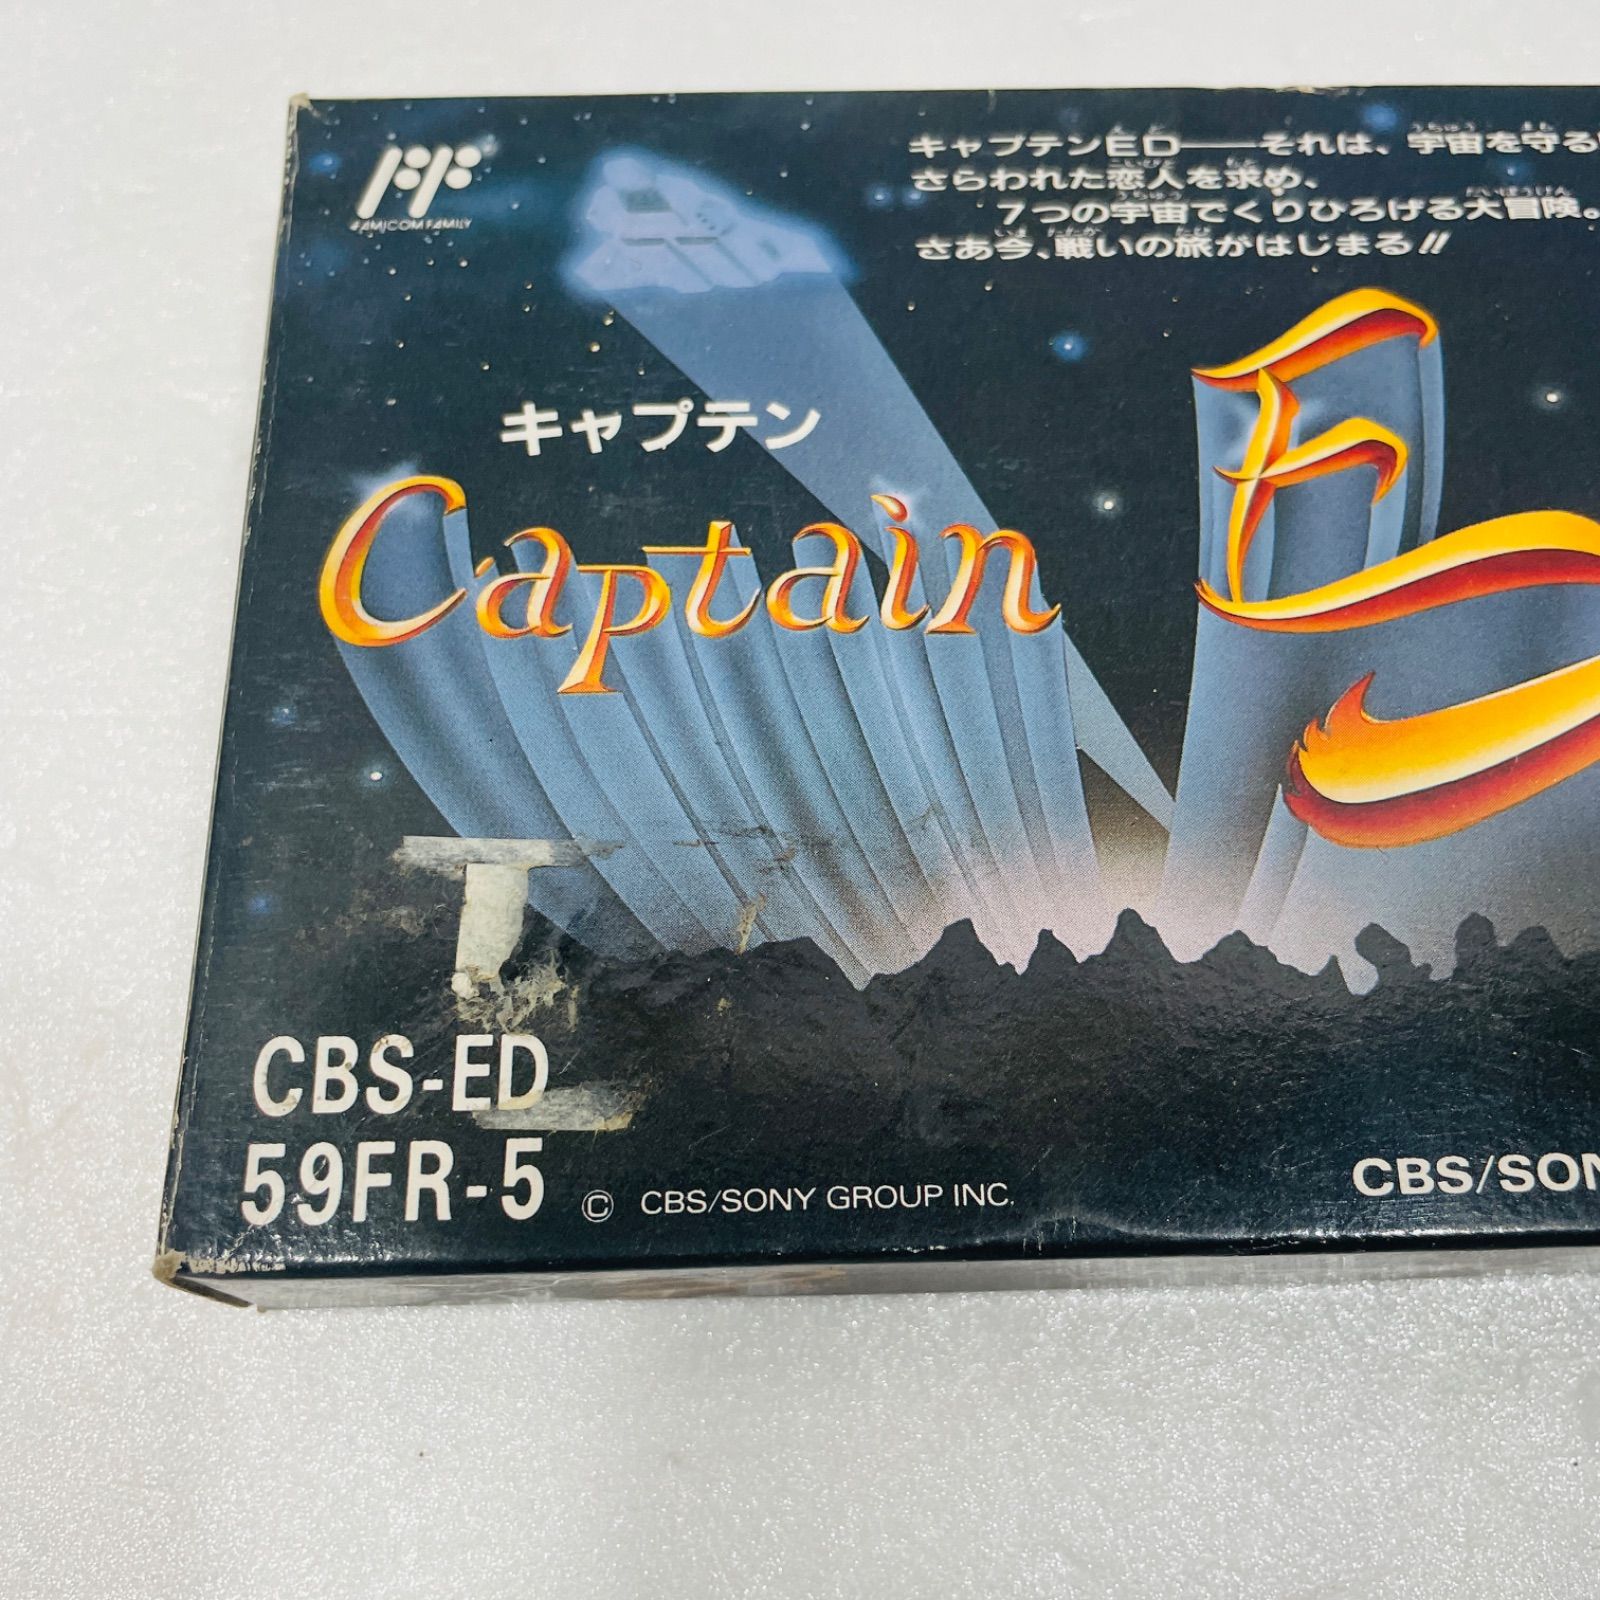 FAMICOM FAMILY
キャプテンED――それは、宇宙を守る
さらわれた恋人を求め、
7つの宇宙でくりひろげる大冒険。
さあ今、戦いの旅がはじまる!!
キャプテン
Captain E
CBS-ED
59FR-5
© CBS/SONY GROUP INC.
CBS/SON